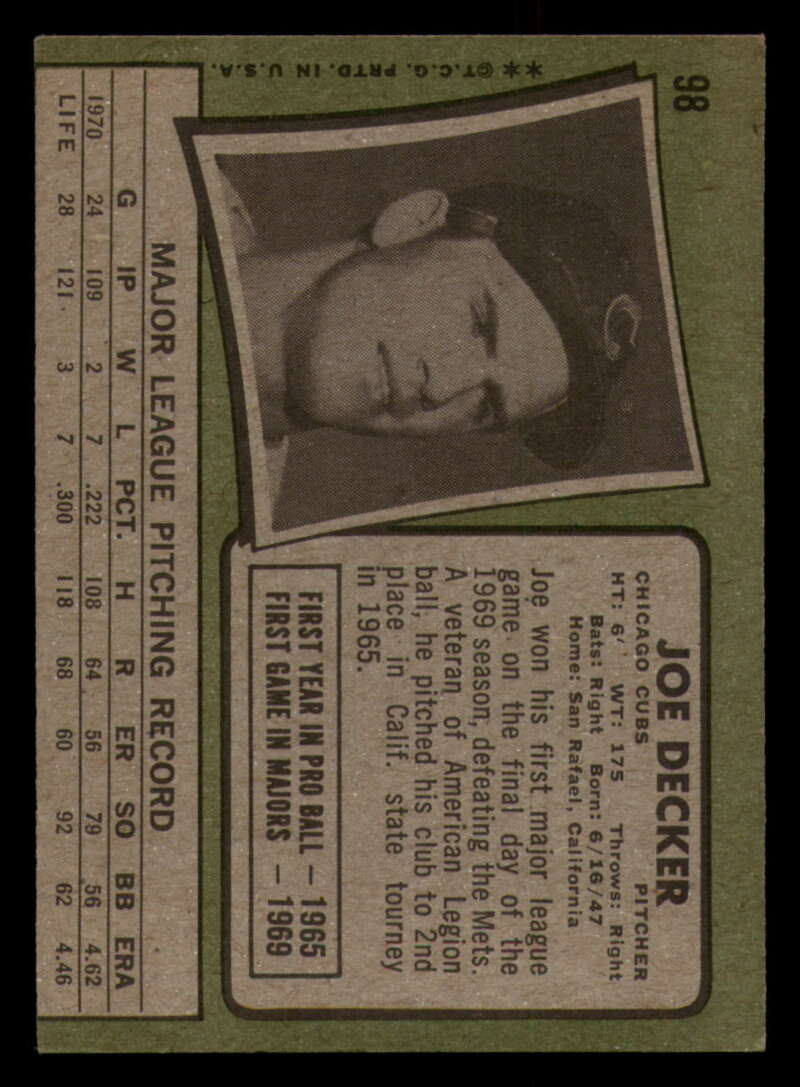 98
**©T.C.G. PRTD. IN U.S.A.
C
JOE DECKER
CHICAGO CUBS PITCHER
HT: 6' WT: 175 Throws: Right
Bats: Right Born: 6/16/47
Home: San Rafael, California
Joe won his first major league
game on the final day of the
1969 season, defeating the Mets.
A veteran of American Legion
ball, he pitched his club to 2nd
place in Calif. state tourney
in 1965.
FIRST YEAR IN PRO BALL — 1965
FIRST GAME IN MAJORS — 1969
MAJOR LEAGUE PITCHING RECORD
G IP W L PCT. H R ER SO BB ERA
1970 24 109 2 7 .222 108 64 56 79 56 4.62
LIFE 28 121 3 7 .300 118 68 60 92 62 4.46